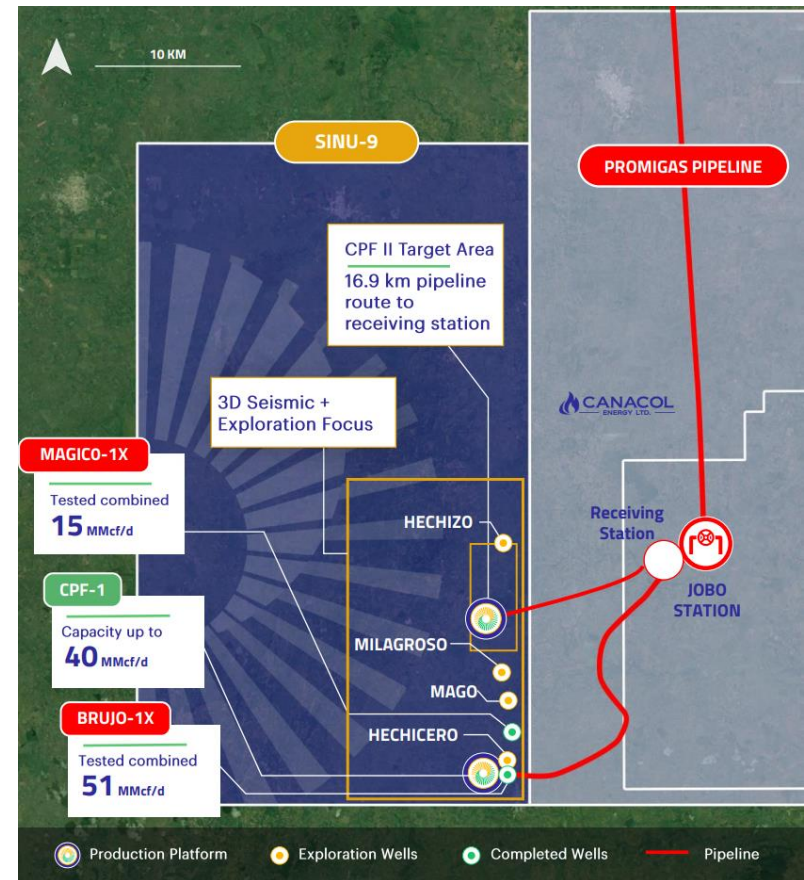 10 KM
SINU-9
PROMIGAS PIPELINE
CPF II Target Area
16.9 km pipeline
route to
receiving station
3D Seismic +
Exploration Focus
CANACOL
ENERGY LTD.
MAGICO-1X
Tested combined
15 MMcf/d
HECHIZO
Receiving
Station
JOBO
STATION
CPF-1
Capacity up to
40 MMcf/d
MILAGROSO
MAGO
BRUJO-1X
Tested combined
51 MMcf/d
HECHICERO
Production Platform
Exploration Wells
Completed Wells
Pipeline